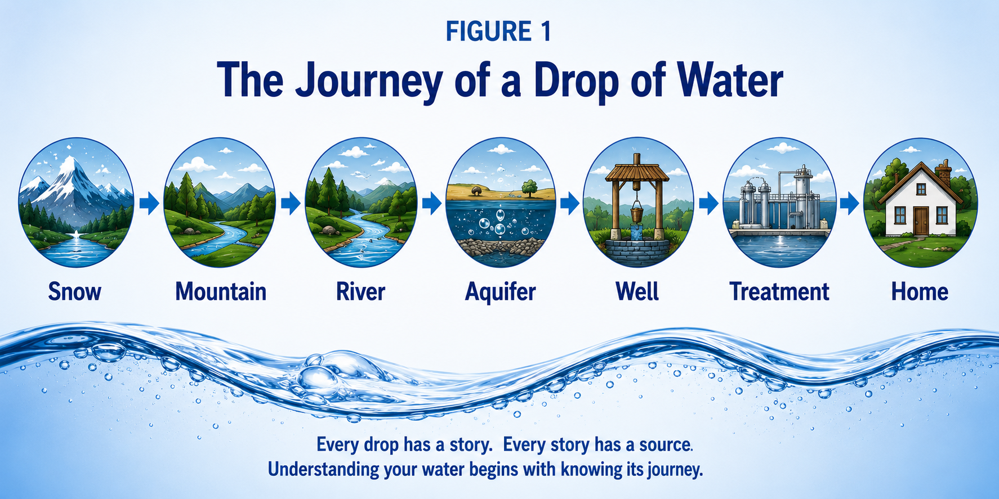 FIGURE 1
The Journey of a Drop of Water
Snow
Mountain
River
Aquifer
Well
Treatment
Home
Every drop has a story. Every story has a source.
Understanding your water begins with knowing its journey.